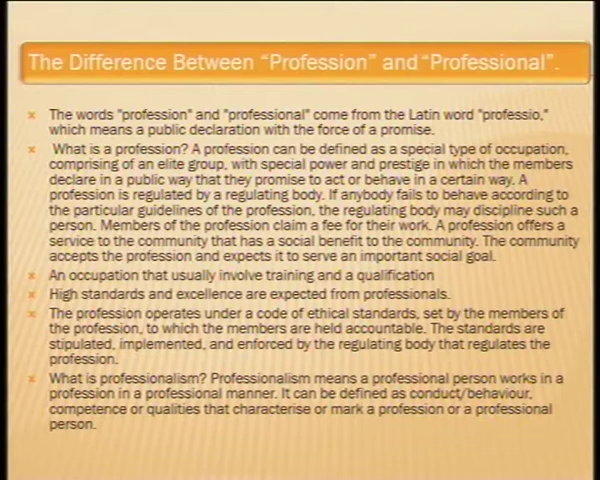 The Difference Between “Profession” and “Professional”.
The words "profession" and "professional" come from the Latin word "professio,"
which means a public declaration with the force of a promise.
What is a profession? A profession can be defined as a special type of occupation,
comprising of an elite group, with special power and prestige in which the members
declare in a public way that they promise to act or behave in a certain way. A
profession is regulated by a regulating body. If anybody fails to behave according to
the particular guidelines of the profession, the regulating body may discipline such a
person. Members of the profession claim a fee for their work. A profession offers a
service to the community that has a social benefit to the community. The community
accepts the profession and expects it to serve an important social goal.
An occupation that usually involve training and a qualification
High standards and excellence are expected from professionals.
The profession operates under a code of ethical standards, set by the members of
the profession, to which the members are held accountable. The standards are
stipulated, implemented, and enforced by the regulating body that regulates the
profession.
What is professionalism? Professionalism means a professional person works in a
profession in a professional manner. It can be defined as conduct/behaviour,
competence or qualities that characterise or mark a profession or a professional
person.